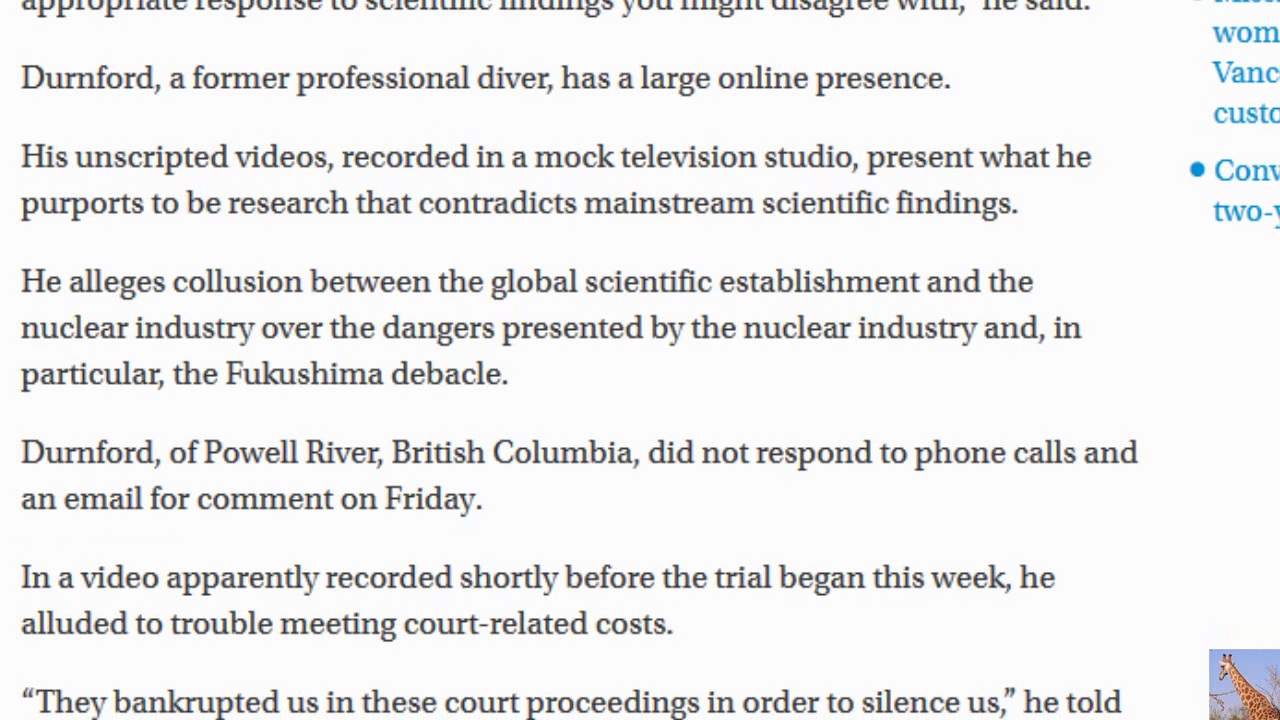 appropriate response to scientific findings you might disagree with,” he said.
Durnford, a former professional diver, has a large online presence.
His unscripted videos, recorded in a mock television studio, present what he
purports to be research that contradicts mainstream scientific findings.
He alleges collusion between the global scientific establishment and the
nuclear industry over the dangers presented by the nuclear industry and, in
particular, the Fukushima debacle.
Durnford, of Powell River, British Columbia, did not respond to phone calls and
an email for comment on Friday.
In a video apparently recorded shortly before the trial began this week, he
alluded to trouble meeting court-related costs.
“They bankrupted us in these court proceedings in order to silence us,” he told
wom
Vanc
custo
Conv
two-y